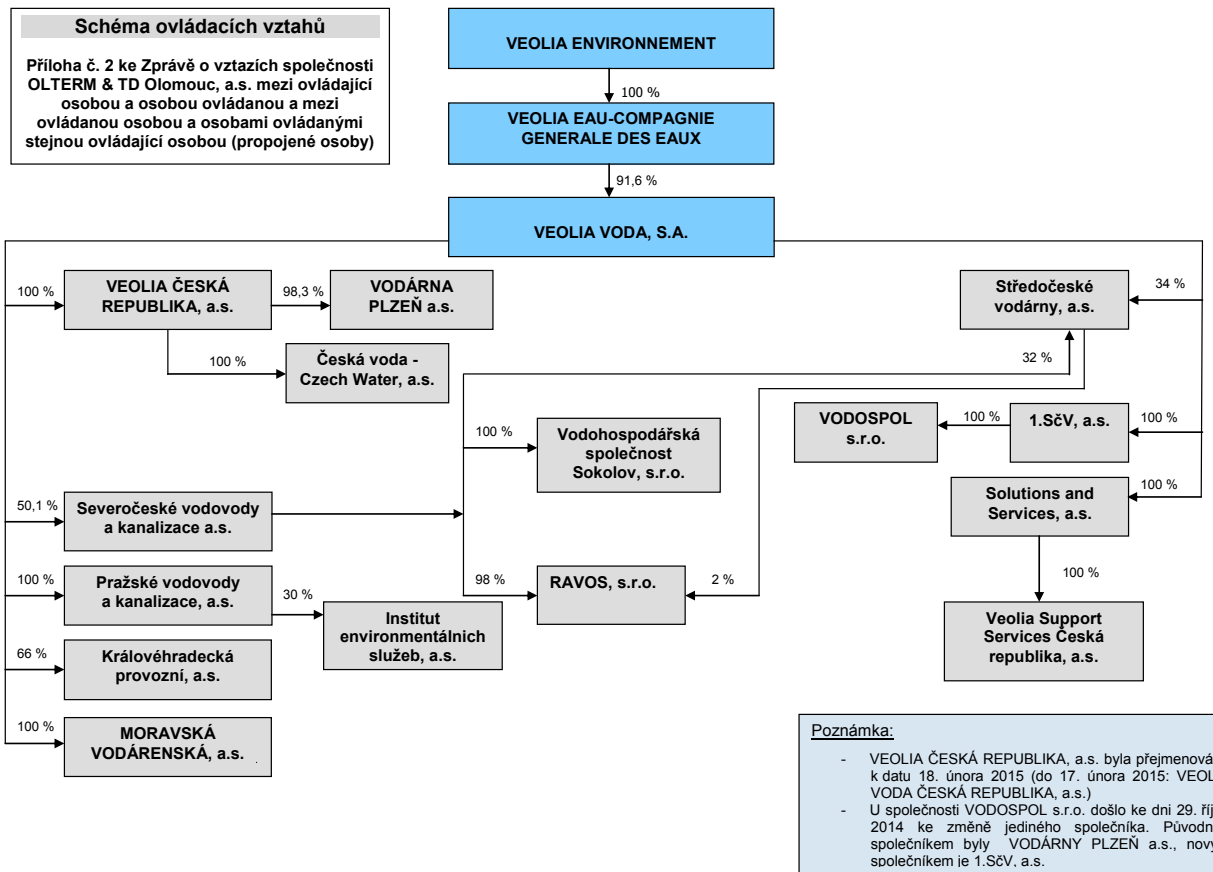 Schéma ovládacích vztahů
Příloha č. 2 ke Zprávě o vztazích společnosti
OLTERM & TD Olomouc, a.s. mezi ovládající
osobou a osobou ovládanou a mezi
ovládanou osobou a osobami ovládanými
stejnou ovládající osobou (propojené osoby)
VEOLIA ENVIRONNEMENT
100 %
VEOLIA EAU-COMPAGNIE
GENERALE DES EAUX
91,6 %
VEOLIA VODA, S.A.
100 %
VEOLIA ČESKÁ
REPUBLIKA, a.s.
98,3 %
VODÁRNA
PLZEŇ a.s.
Středočeské
vodárny, a.s.
34 %
100 %
Česká voda -
Czech Water, a.s.
32 %
100 %
Vodohospodářská
společnost
Sokolov, s.r.o.
VODOSPOL
s.r.o.
100 %
1.SčV, a.s.
100 %
50,1 %
Severočeské vodovody
a kanalizace a.s.
Solutions and
Services, a.s.
100 %
100 %
Pražské vodovody
a kanalizace, a.s.
30 %
Institut
environmentálnich
služeb, a.s.
98 %
RAVOS, s.r.o.
2 %
100 %
Veolia Support
Services Česká
republika, a.s.
66 %
Královéhradecká
provozní, a.s.
100 %
MORAVSKÁ
VODÁRENSKÁ, a.s.
Poznámka:
- VEOLIA ČESKÁ REPUBLIKA, a.s. byla přejmenová
k datu 18. února 2015 (do 17. února 2015: VEOL
VODA ČESKÁ REPUBLIKA, a.s.)
- U společnosti VODOSPOL s.r.o. došlo ke dni 29. říj
2014 ke změně jediného společníka. Původn
společníkem byly VODÁRNY PLZEŇ a.s., nový
společníkem je 1.SčV, a.s.